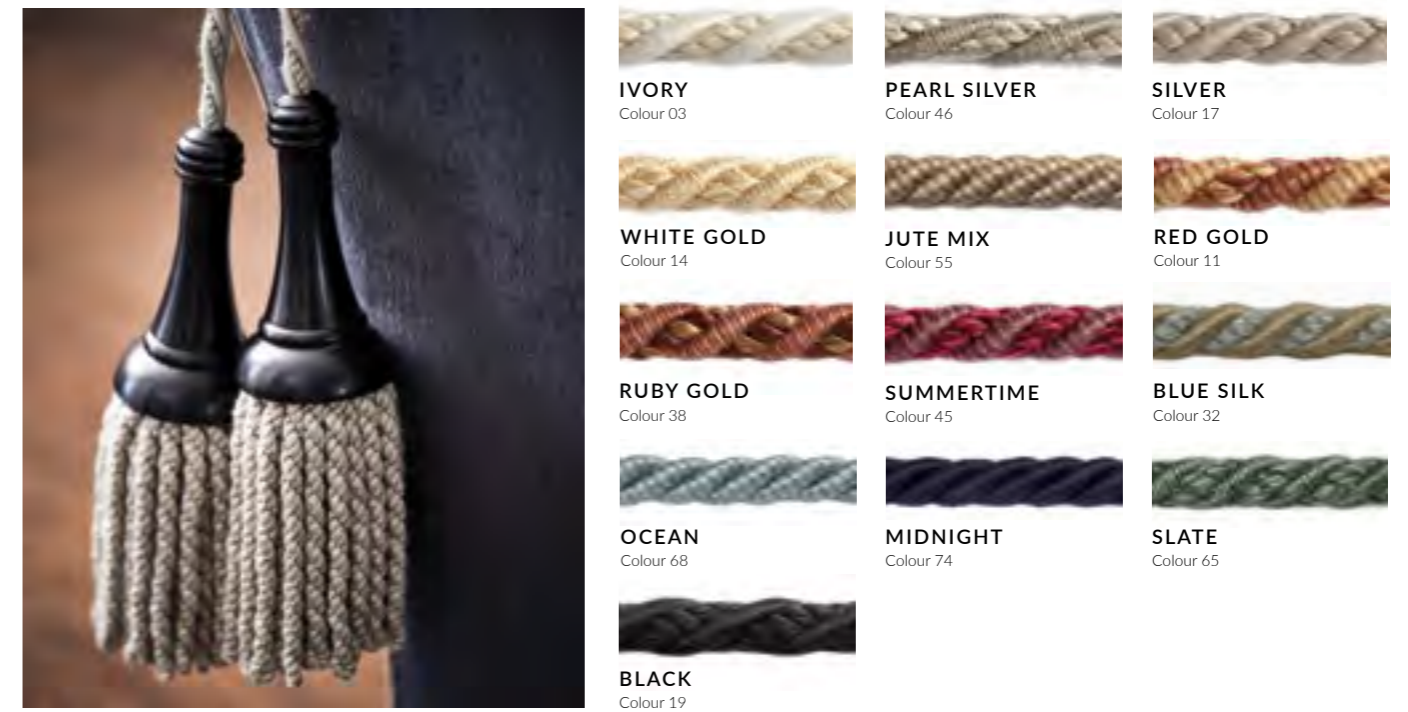 IVORY
Colour 03
PEARL SILVER
Colour 46
SILVER
Colour 17
WHITE GOLD
Colour 14
JUTE MIX
Colour 55
RED GOLD
Colour 11
RUBY GOLD
Colour 38
SUMMERTIME
Colour 45
BLUE SILK
Colour 32
OCEAN
Colour 68
MIDNIGHT
Colour 74
SLATE
Colour 65
BLACK
Colour 19